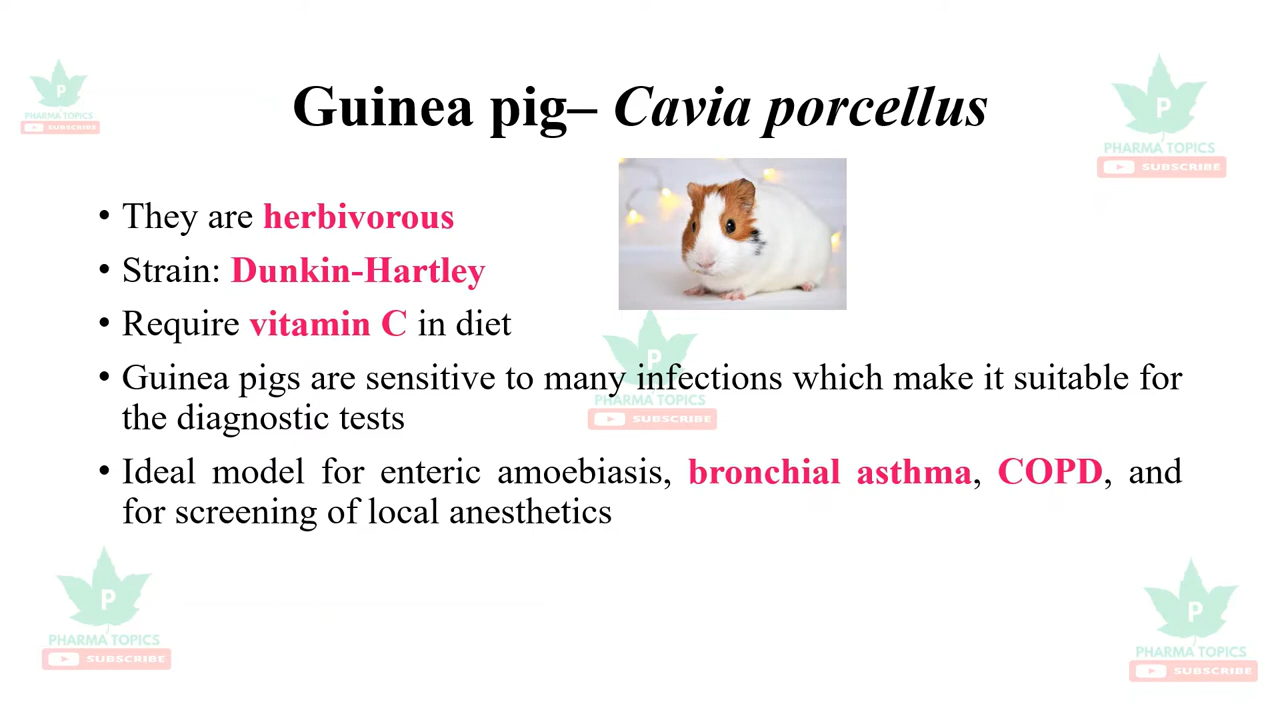 Guinea pig– Cavia porcellus
• They are herbivorous
• Strain: Dunkin-Hartley
• Require vitamin C in diet
• Guinea pigs are sensitive to many infections which make it suitable for
the diagnostic tests
• Ideal model for enteric amoebiasis, bronchial asthma, COPD, and
for screening of local anesthetics
P
PHARMA TOPICS
SUBSCRIBE
P
PHARMA TOPICS
SUBSCRIBE
P
PHARMA TOPICS
SUBSCRIBE
P
PHARMA TOPICS
SUBSCRIBE
P
PHARMA TOPICS
SUBSCRIBE